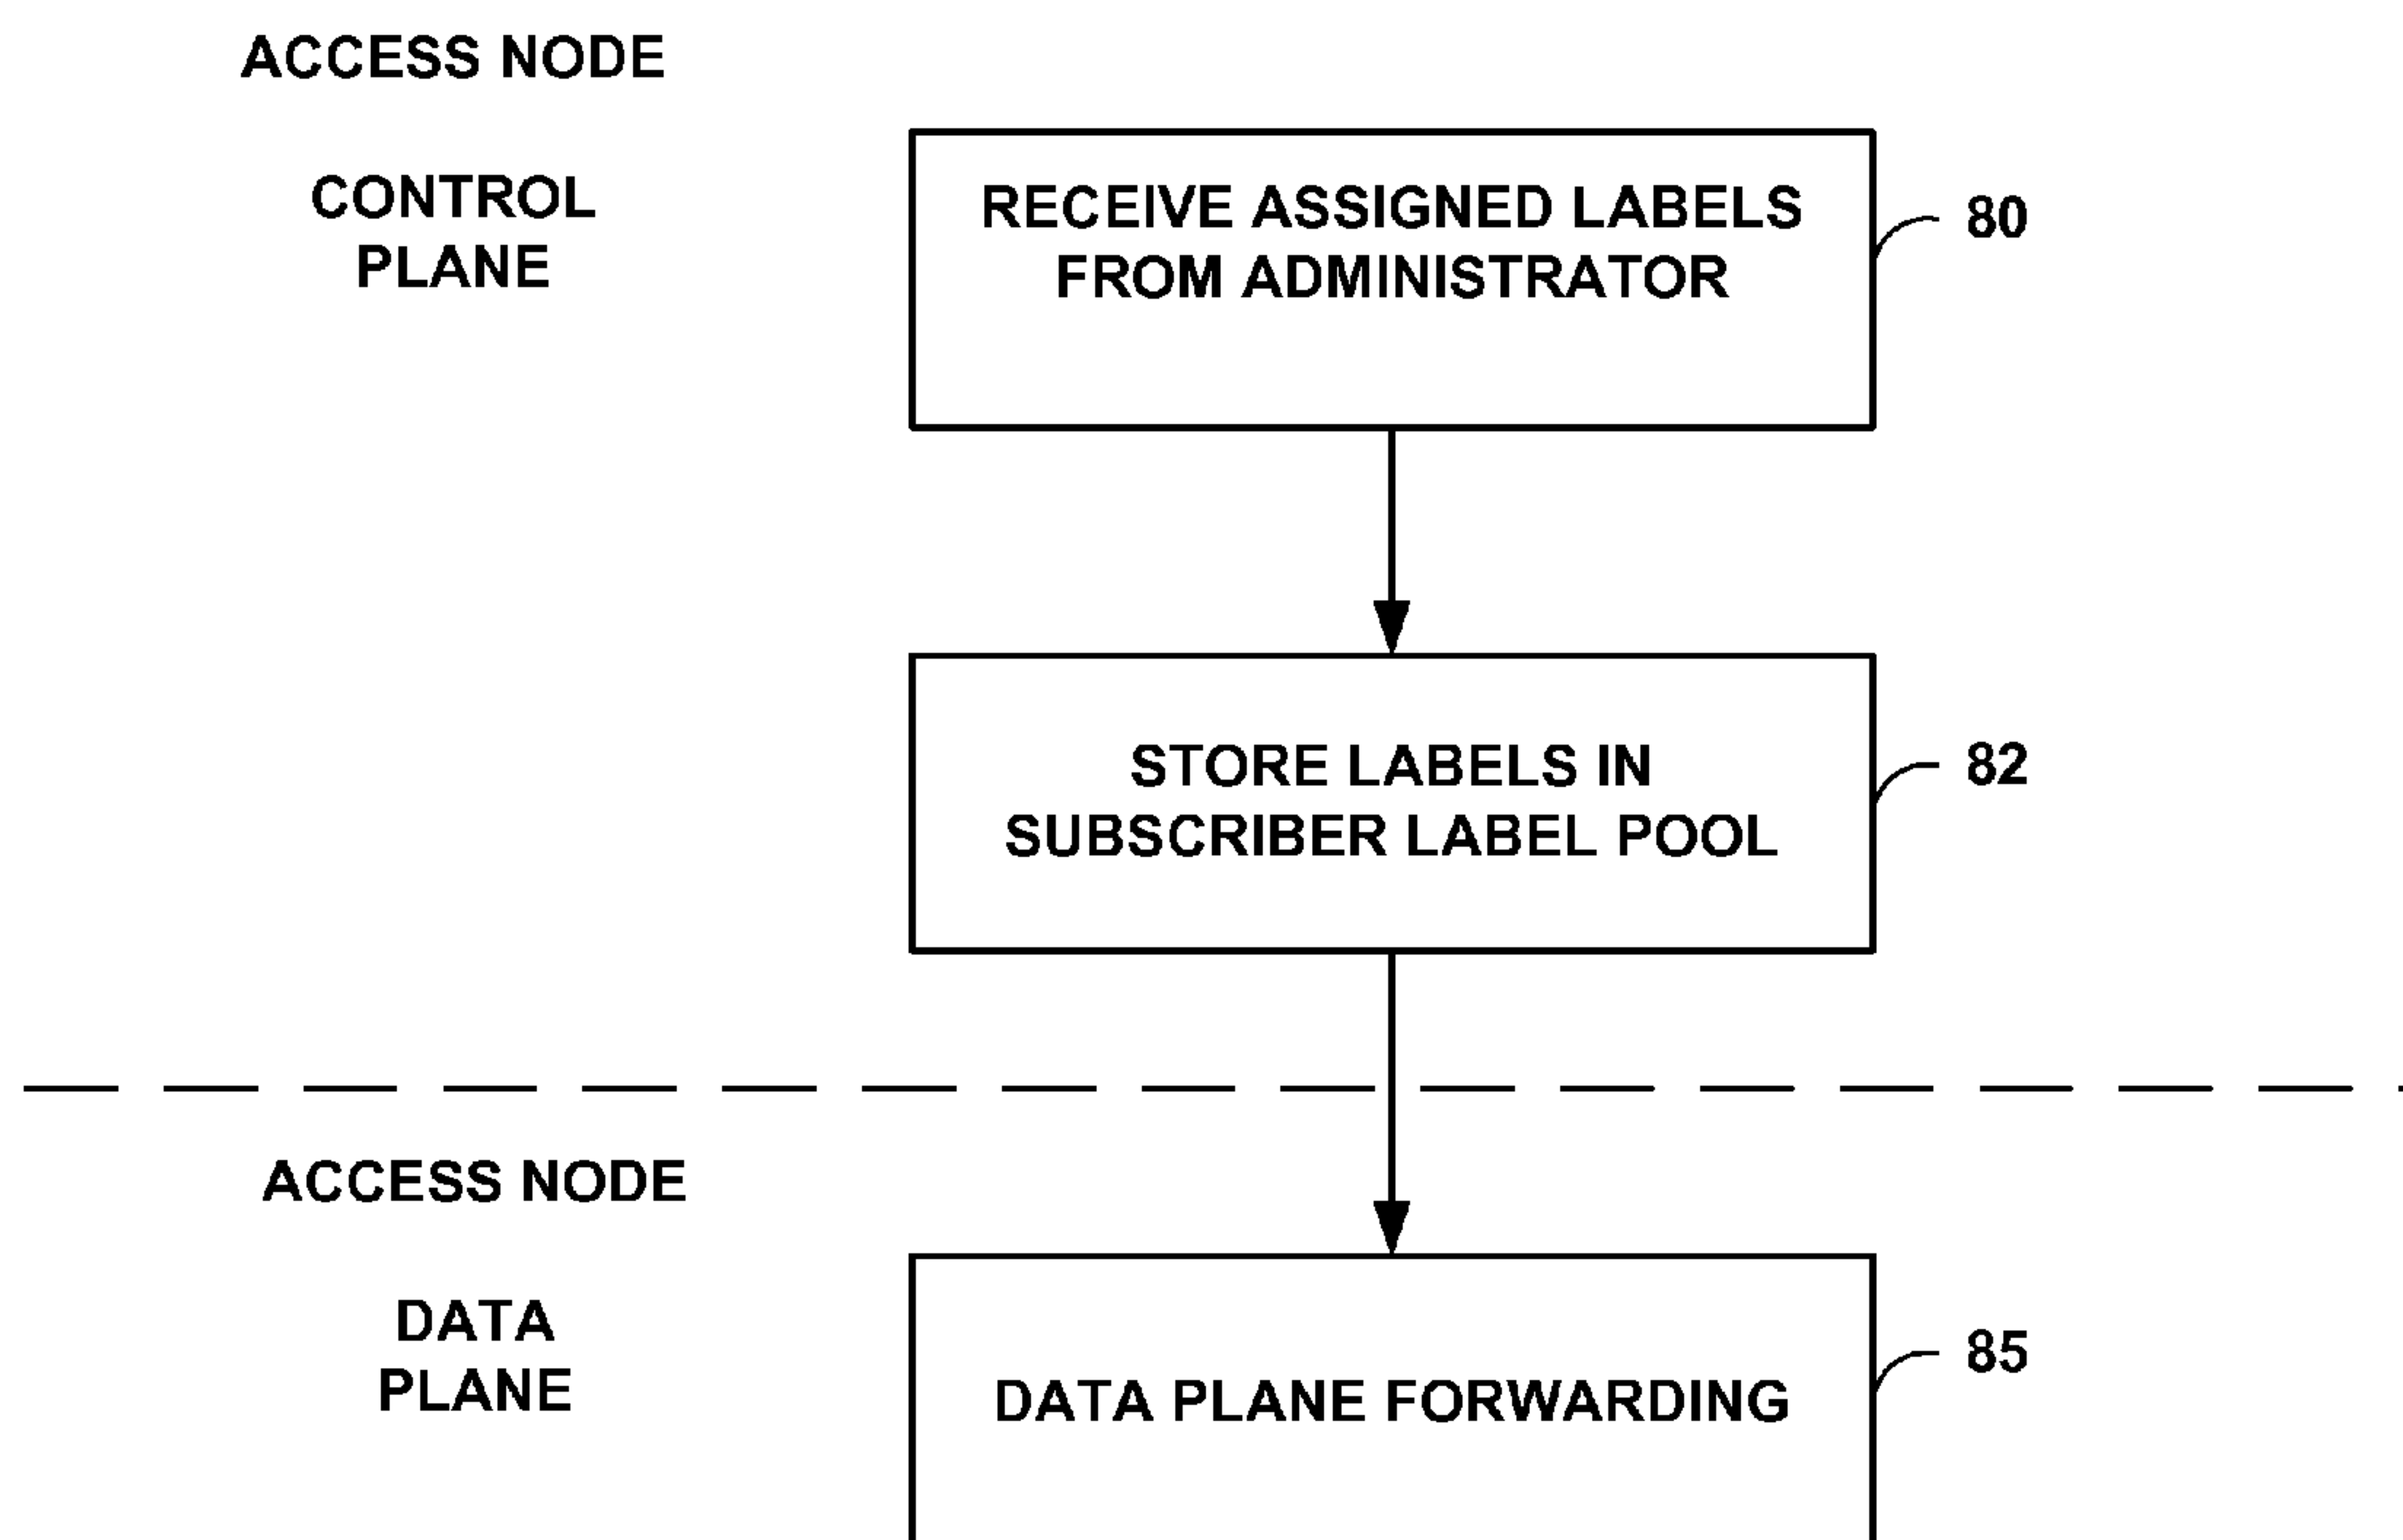 ACCESS NODE
CONTROL
PLANE
RECEIVE ASSIGNED LABELS
FROM ADMINISTRATOR
80
STORE LABELS IN
SUBSCRIBER LABEL POOL
82
ACCESS NODE
DATA
PLANE
DATA PLANE FORWARDING
85